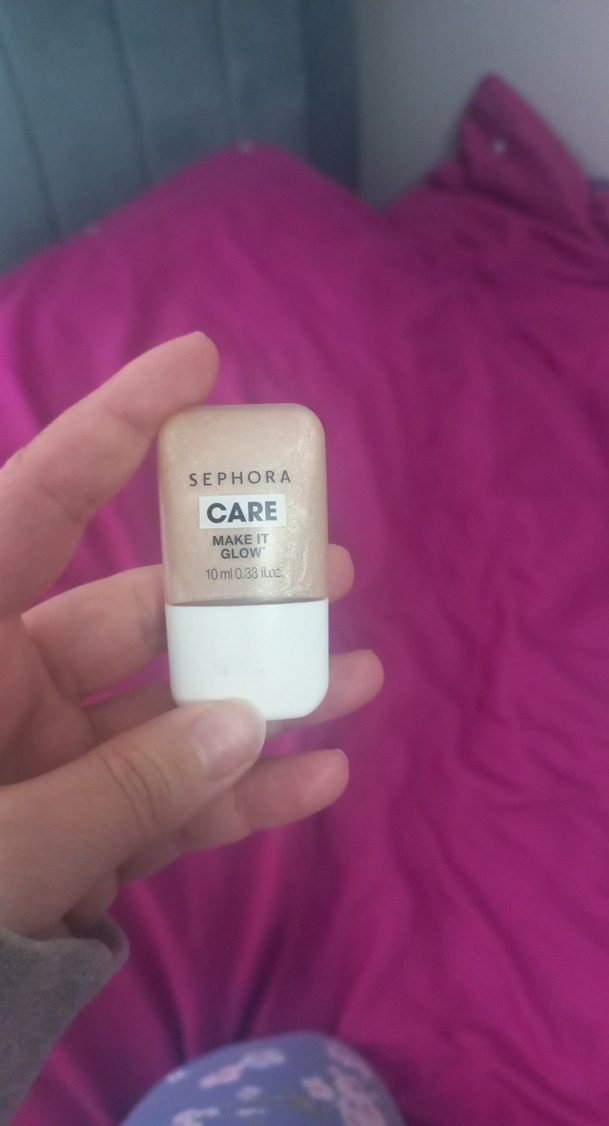 SEPHORA
CARE
MAKE IT
GLOW*
10 ml 0.33 fl.oz.